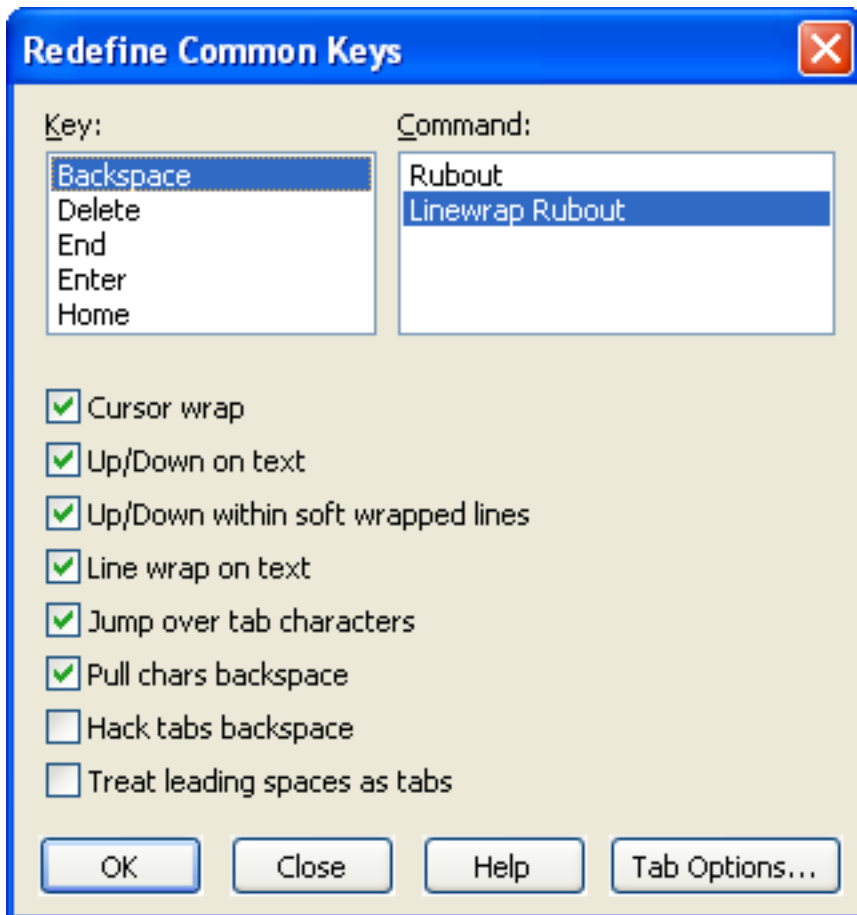 Redefine Common Keys
Key:
Command:
Backspace
Delete
End
Enter
Home
Rubout
Linewrap Rubout
Cursor wrap
Up/Down on text
Up/Down within soft wrapped lines
Line wrap on text
Jump over tab characters
Pull chars backspace
Hack tabs backspace
Treat leading spaces as tabs
OK
Close
Help
Tab Options...